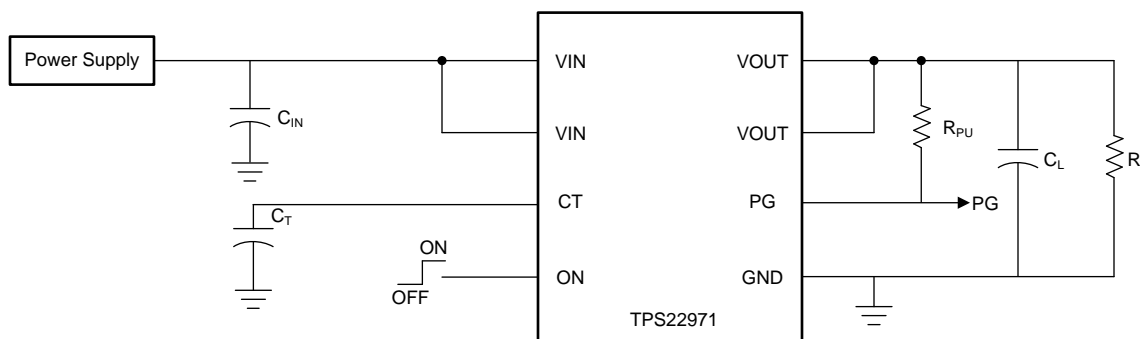 Power Supply
VIN
VOUT
C_IN
VIN
VOUT
R_PU
C_L
R
CT
PG
PG
C_T
ON
OFF
ON
GND
TPS22971